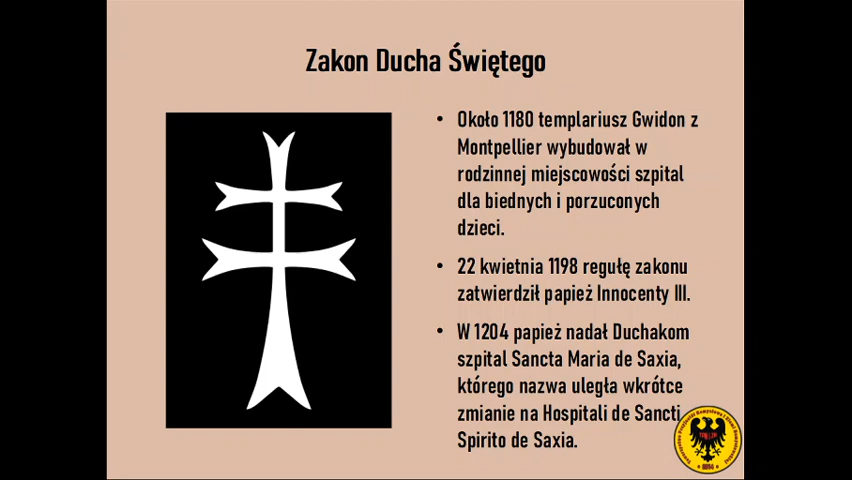 Zakon Ducha Świętego
• Około 1180 templariusz Gwidon z
Montpellier wybudował w
rodzinnej miejscowości szpital
dla biednych i porzuconych
dzieci.
• 22 kwietnia 1198 regułę zakonu
zatwierdził papież Innocenty III.
• W 1204 papież nadał Duchakom
szpital Sancta Maria de Saxia,
którego nazwa uległa wkrótce
zmianie na Hospitali de Sancti
Spirito de Saxia.